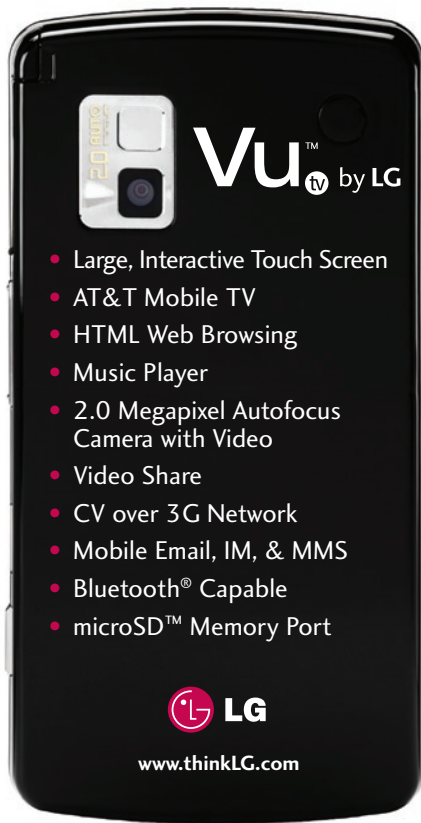 2.0 AUTO
Vu™ tv by LG
• Large, Interactive Touch Screen
• AT&T Mobile TV
• HTML Web Browsing
• Music Player
• 2.0 Megapixel Autofocus
Camera with Video
• Video Share
• CV over 3G Network
• Mobile Email, IM, & MMS
• Bluetooth® Capable
• microSD™ Memory Port
LG LG
www.thinkLG.com